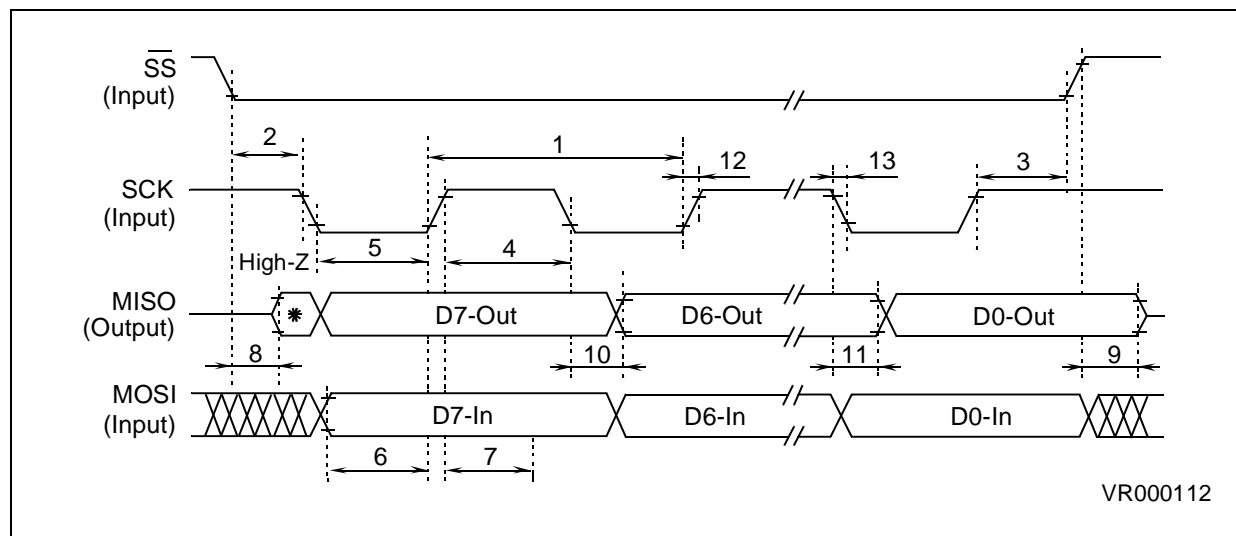 SS
(Input)
2
1
12
13
3
SCK
(Input)
High-Z
5
4
MISO
(Output)
*
D7-Out
D6-Out
D0-Out
8
10
11
9
MOSI
(Input)
D7-In
D6-In
D0-In
6
7
VR000112